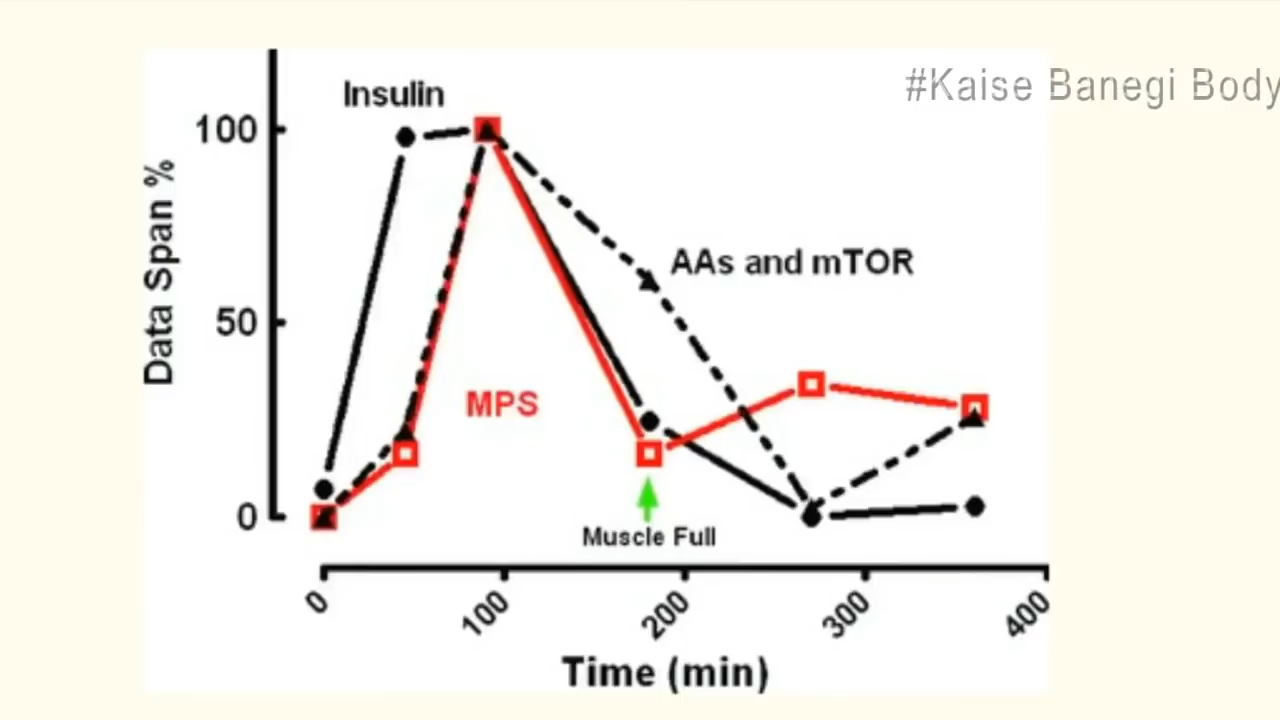 #Kaise Banegi Body
Insulin
100
Data Span %
AAs and mTOR
50
MPS
0
Muscle Full
0
100
200
300
400
Time (min)